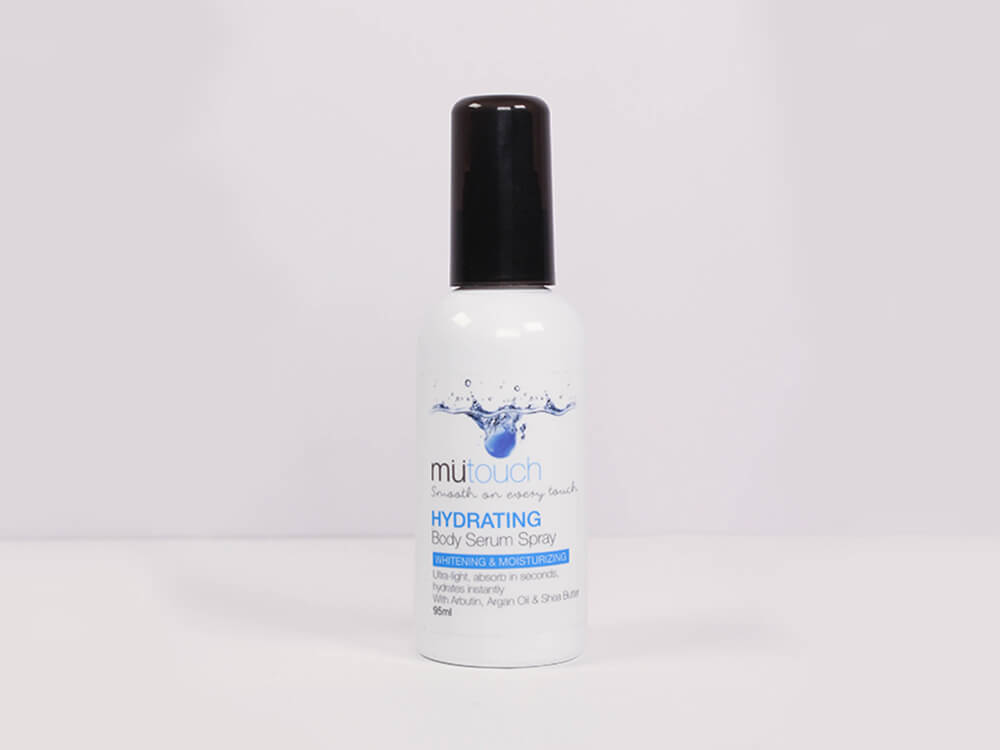 mütouch
Smooth on every touch
HYDRATING
Body Serum Spray
WHITENING & MOISTURIZING
Ultra-light, absorb in seconds,
hydrates instantly
With Arbutin, Argan Oil & Shea Butter
95ml